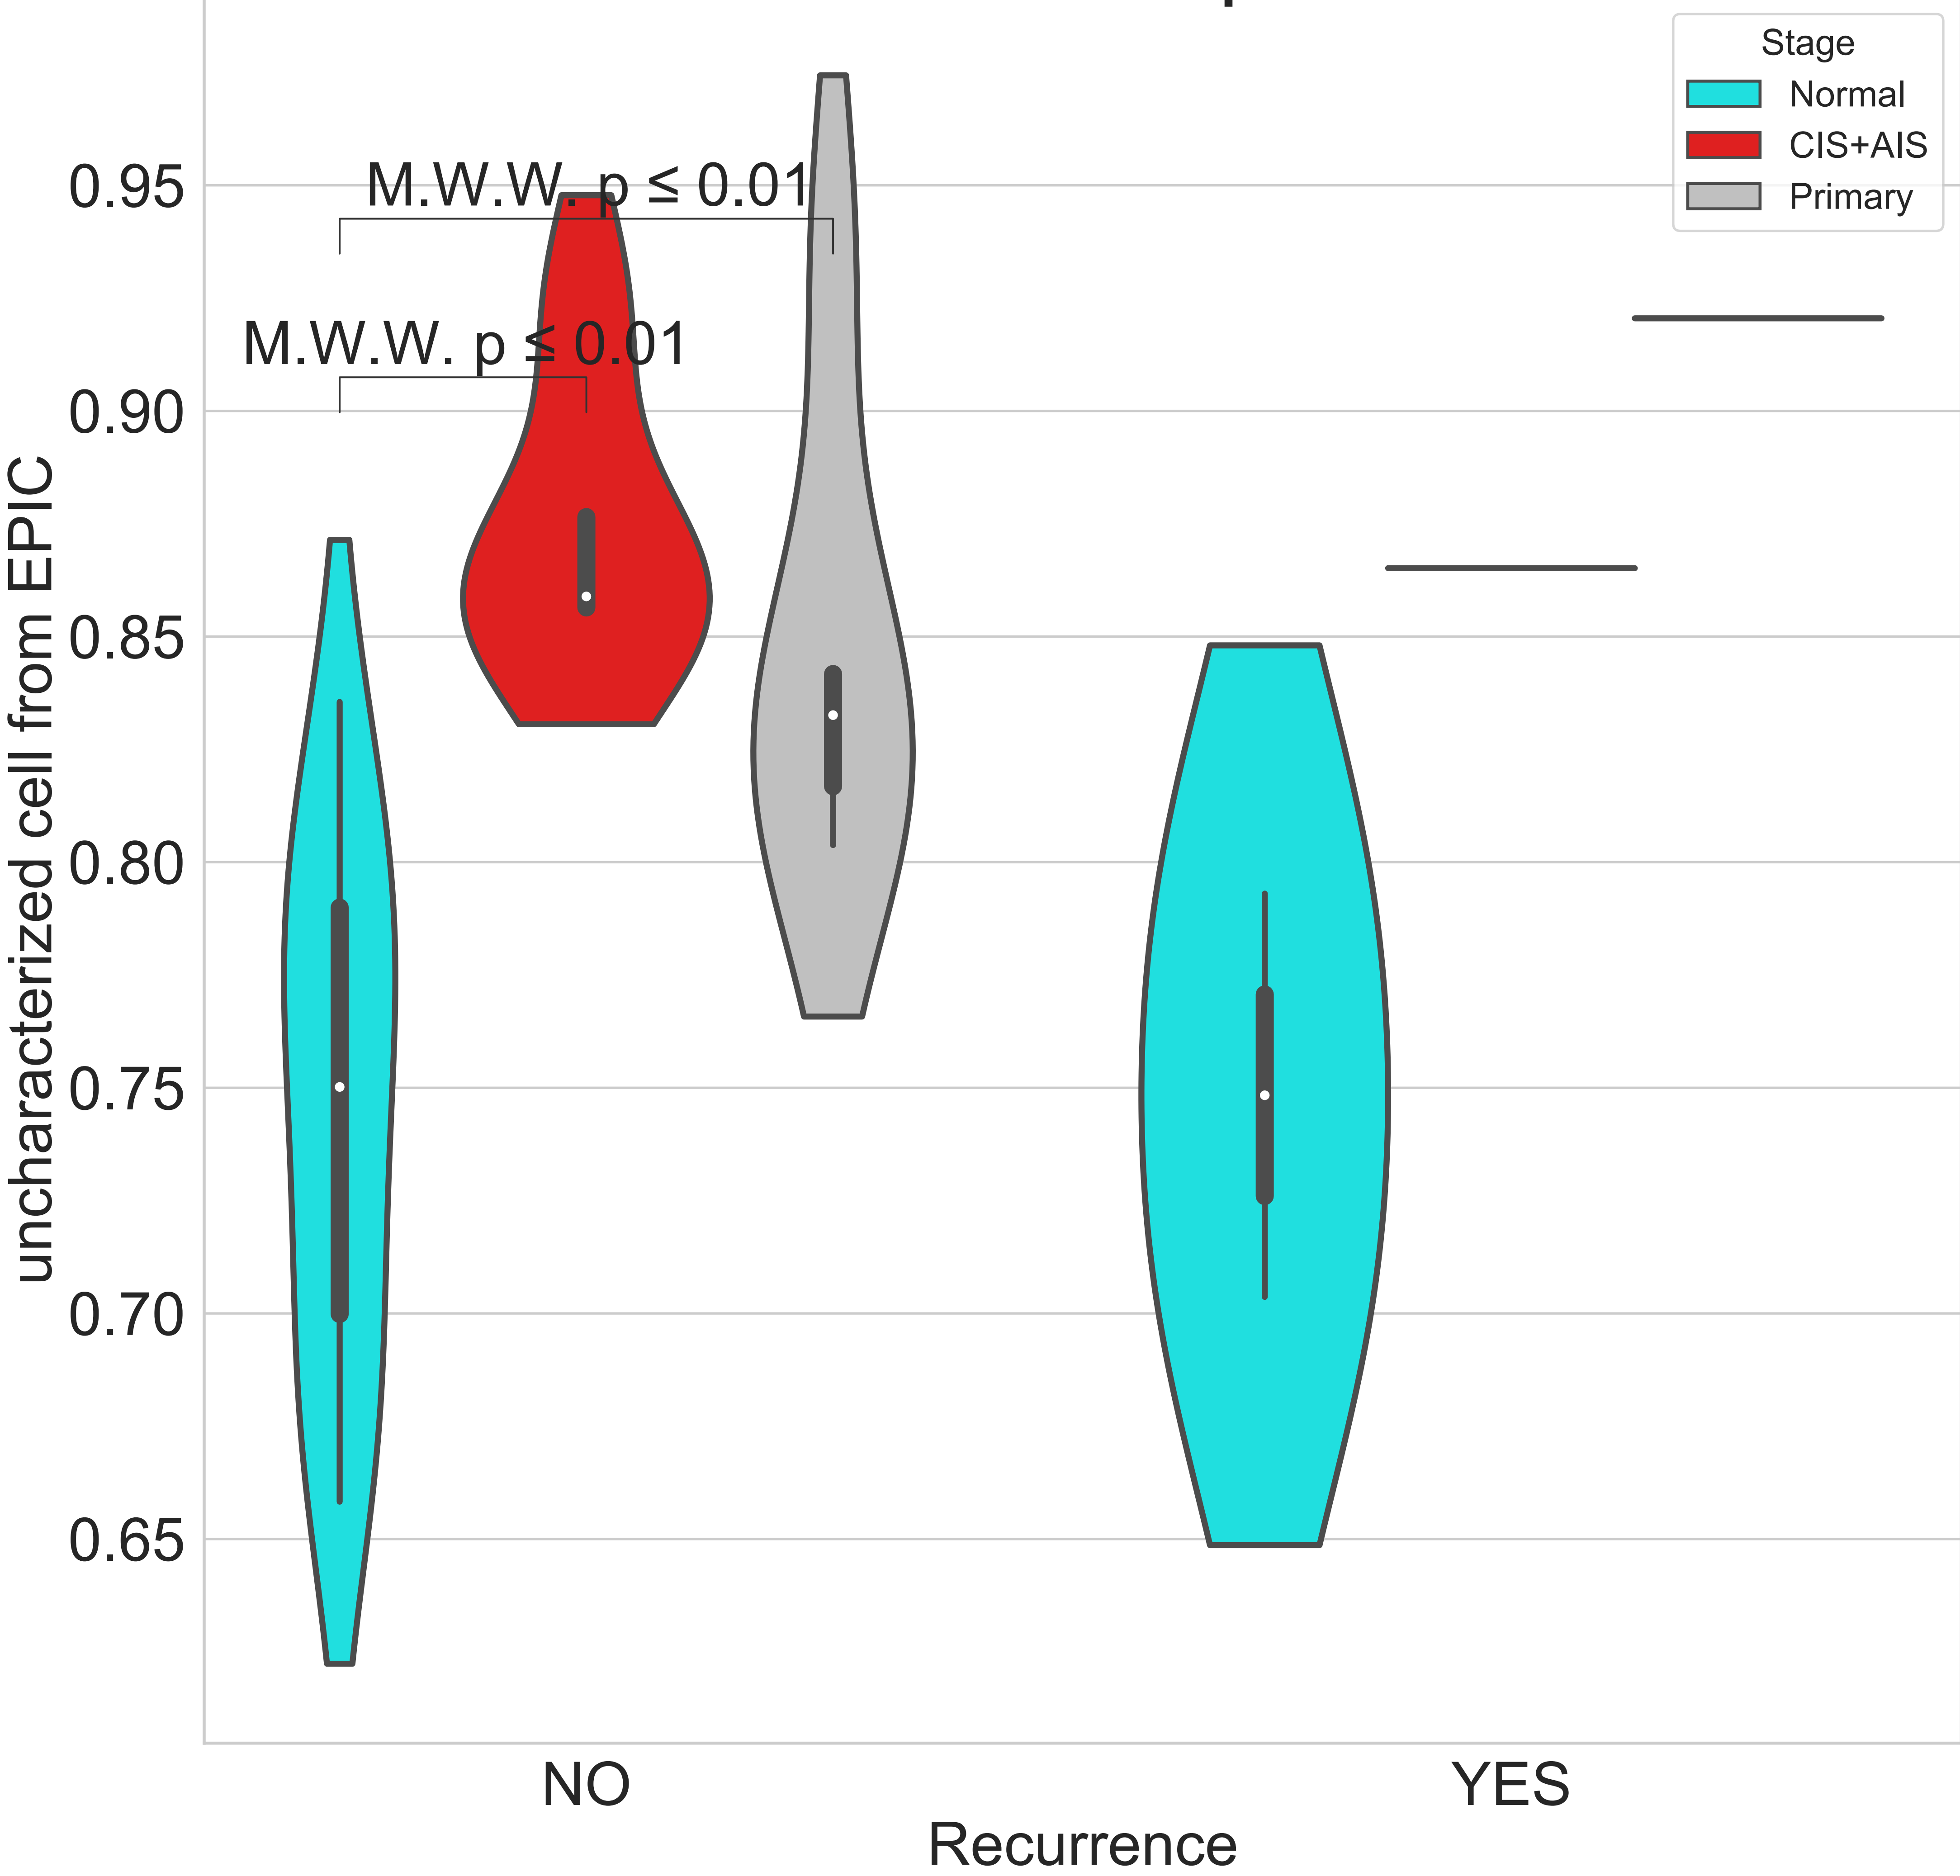 Stage
Normal
CIS+AIS
Primary
0.95
0.90
0.85
0.80
0.75
0.70
0.65
M.W.W. p ≤ 0.01
M.W.W. p ≤ 0.01
uncharacterized cell from EPIC
NO
YES
Recurrence